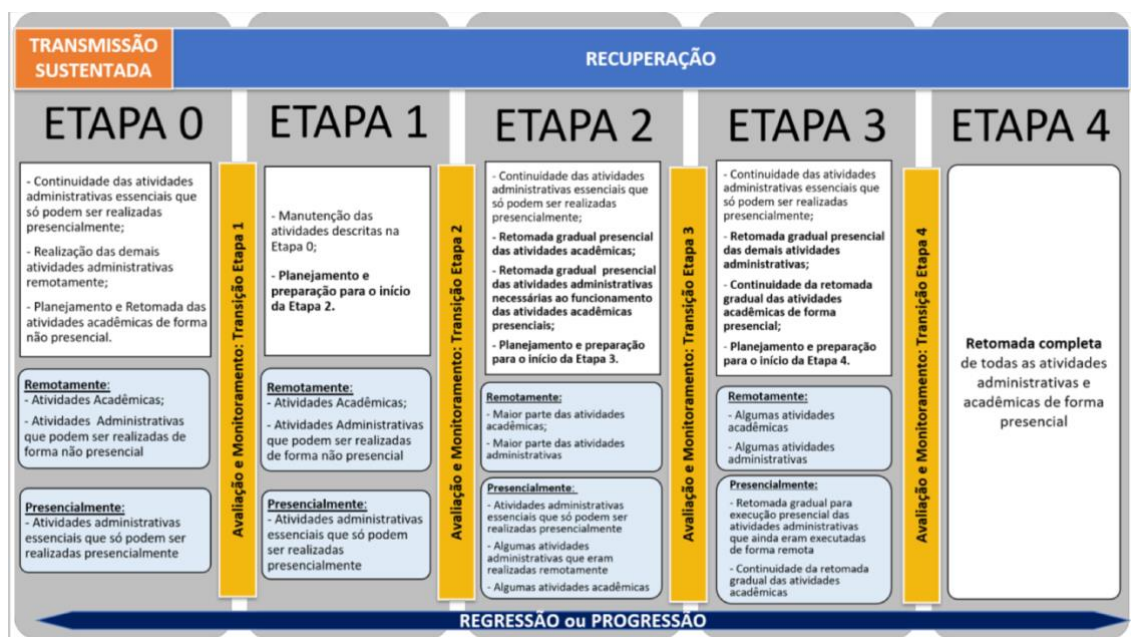 TRANSMISSÃO
SUSTENTADA
RECUPERAÇÃO
ETAPA 0
- Continuidade das atividades
administrativas essenciais que
só podem ser realizadas
presencialmente;
- Realização das demais
atividades administrativas
remotamente;
- Planejamento e Retomada das
atividades acadêmicas de forma
não presencial.
Remotamente:
- Atividades Acadêmicas;
- Atividades Administrativas
que podem ser realizadas de
forma não presencial
Presencialmente:
- Atividades administrativas
essenciais que só podem ser
realizadas presencialmente
Avaliação e Monitoramento: Transição Etapa 1
ETAPA 1
- Manutenção das
atividades descritas na
Etapa 0;
- Planejamento e
preparação para o início
da Etapa 2.
Remotamente:
- Atividades Acadêmicas;
- Atividades Administrativas
que podem ser realizadas
de forma não presencial
Presencialmente:
- Atividades administrativas
essenciais que só podem
ser realizadas
presencialmente
Avaliação e Monitoramento: Transição Etapa 2
ETAPA 2
- Continuidade das atividades
administrativas essenciais que
só podem ser realizadas
presencialmente;
- Retomada gradual presencial
das atividades acadêmicas;
- Retomada gradual presencial
das atividades administrativas
necessárias ao funcionamento
das atividades acadêmicas
presenciais;
- Planejamento e preparação
para o início da Etapa 3.
Remotamente:
- Maior parte das atividades
acadêmicas;
- Maior parte das atividades
administrativas
Presencialmente:
- Atividades administrativas
essenciais que só podem ser
realizadas presencialmente
- Algumas atividades
administrativas que eram
realizadas remotamente
- Algumas atividades acadêmicas
Avaliação e Monitoramento: Transição Etapa 3
ETAPA 3
- Continuidade das atividades
administrativas essenciais que
só podem ser realizadas
presencialmente;
- Retomada gradual presencial
das demais atividades
administrativas;
- Continuidade da retomada
gradual das atividades
acadêmicas de forma
presencial;
- Planejamento e preparação
para o início da Etapa 4.
Remotamente:
- Algumas atividades
acadêmicas
- Algumas atividades
administrativas
Presencialmente:
- Retomada gradual para
execução presencial das
atividades administrativas
que ainda eram executadas
de forma remota
- Continuidade da retomada
gradual das atividades
acadêmicas
Avaliação e Monitoramento: Transição Etapa 4
ETAPA 4
Retomada completa
de todas as atividades
administrativas e
acadêmicas de forma
presencial
REGRESSÃO ou PROGRESSÃO